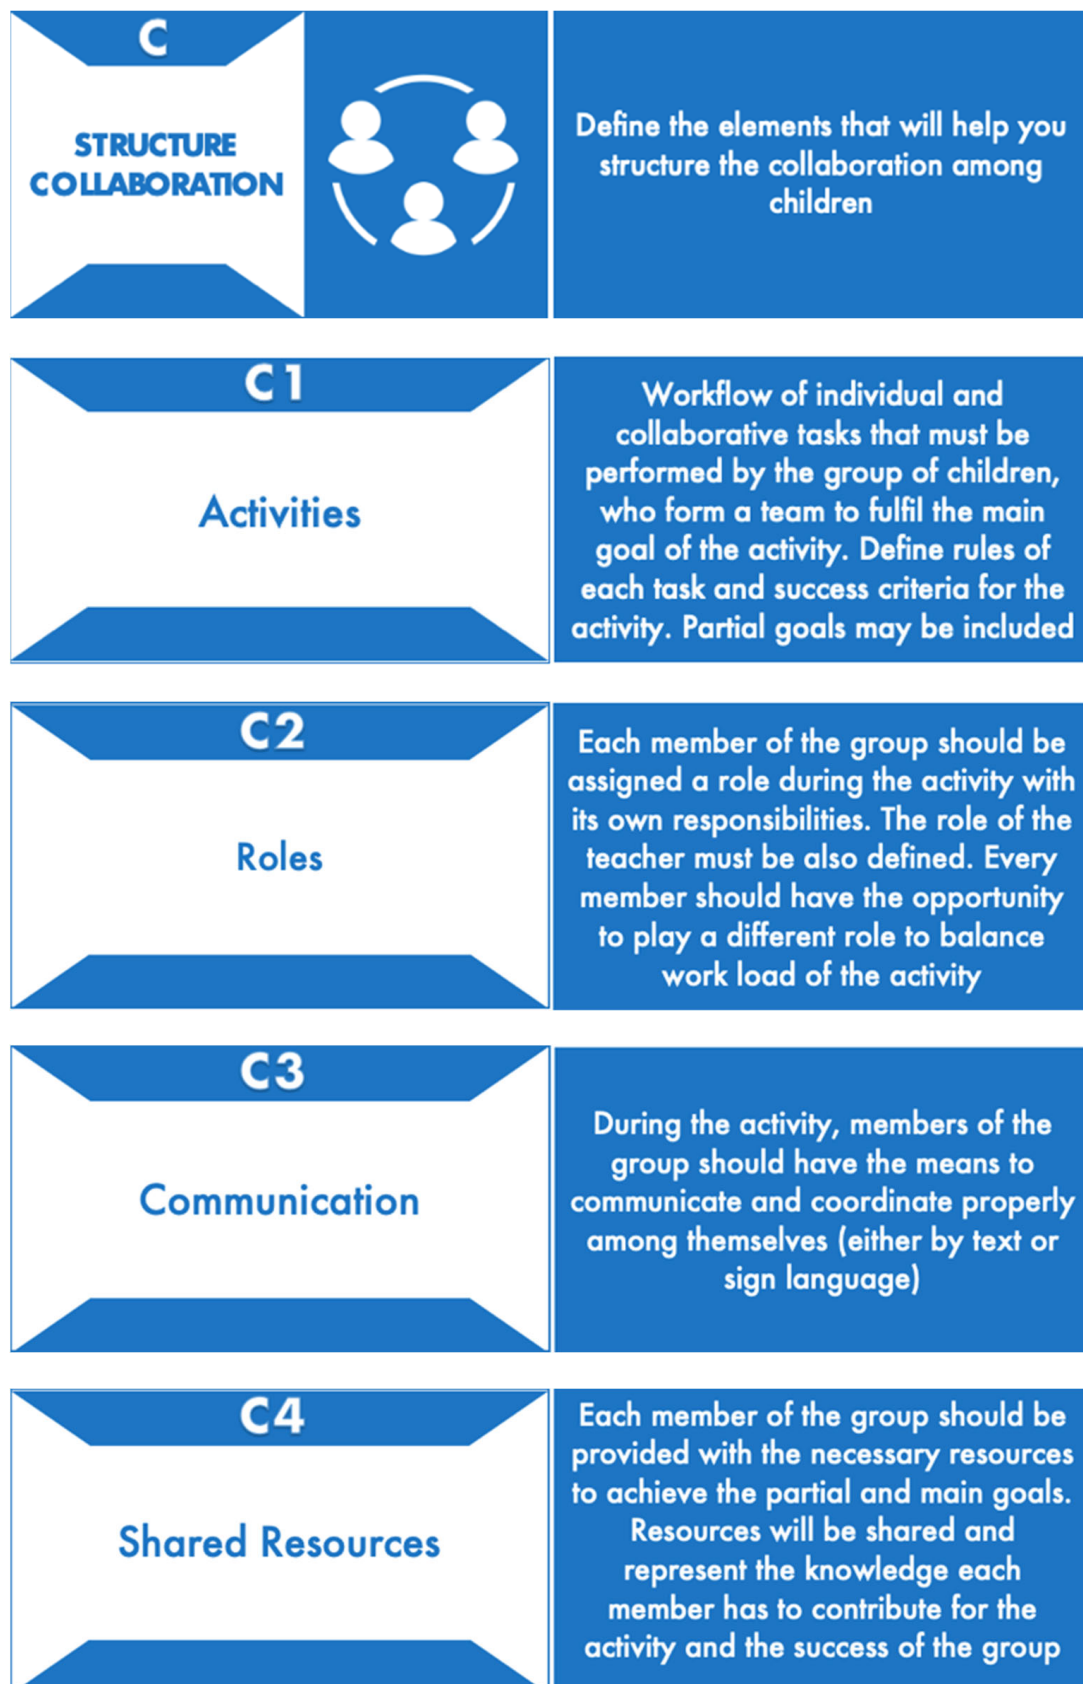 C
STRUCTURE
COLLABORATION
Define the elements that will help you
structure the collaboration among
children
C1
Activities
Workflow of individual and
collaborative tasks that must be
performed by the group of children,
who form a team to fulfil the main
goal of the activity. Define rules of
each task and success criteria for the
activity. Partial goals may be included
C2
Roles
Each member of the group should be
assigned a role during the activity with
its own responsibilities. The role of the
teacher must be also defined. Every
member should have the opportunity
to play a different role to balance
work load of the activity
C3
Communication
During the activity, members of the
group should have the means to
communicate and coordinate properly
among themselves (either by text or
sign language)
C4
Shared Resources
Each member of the group should be
provided with the necessary resources
to achieve the partial and main goals.
Resources will be shared and
represent the knowledge each
member has to contribute for the
activity and the success of the group